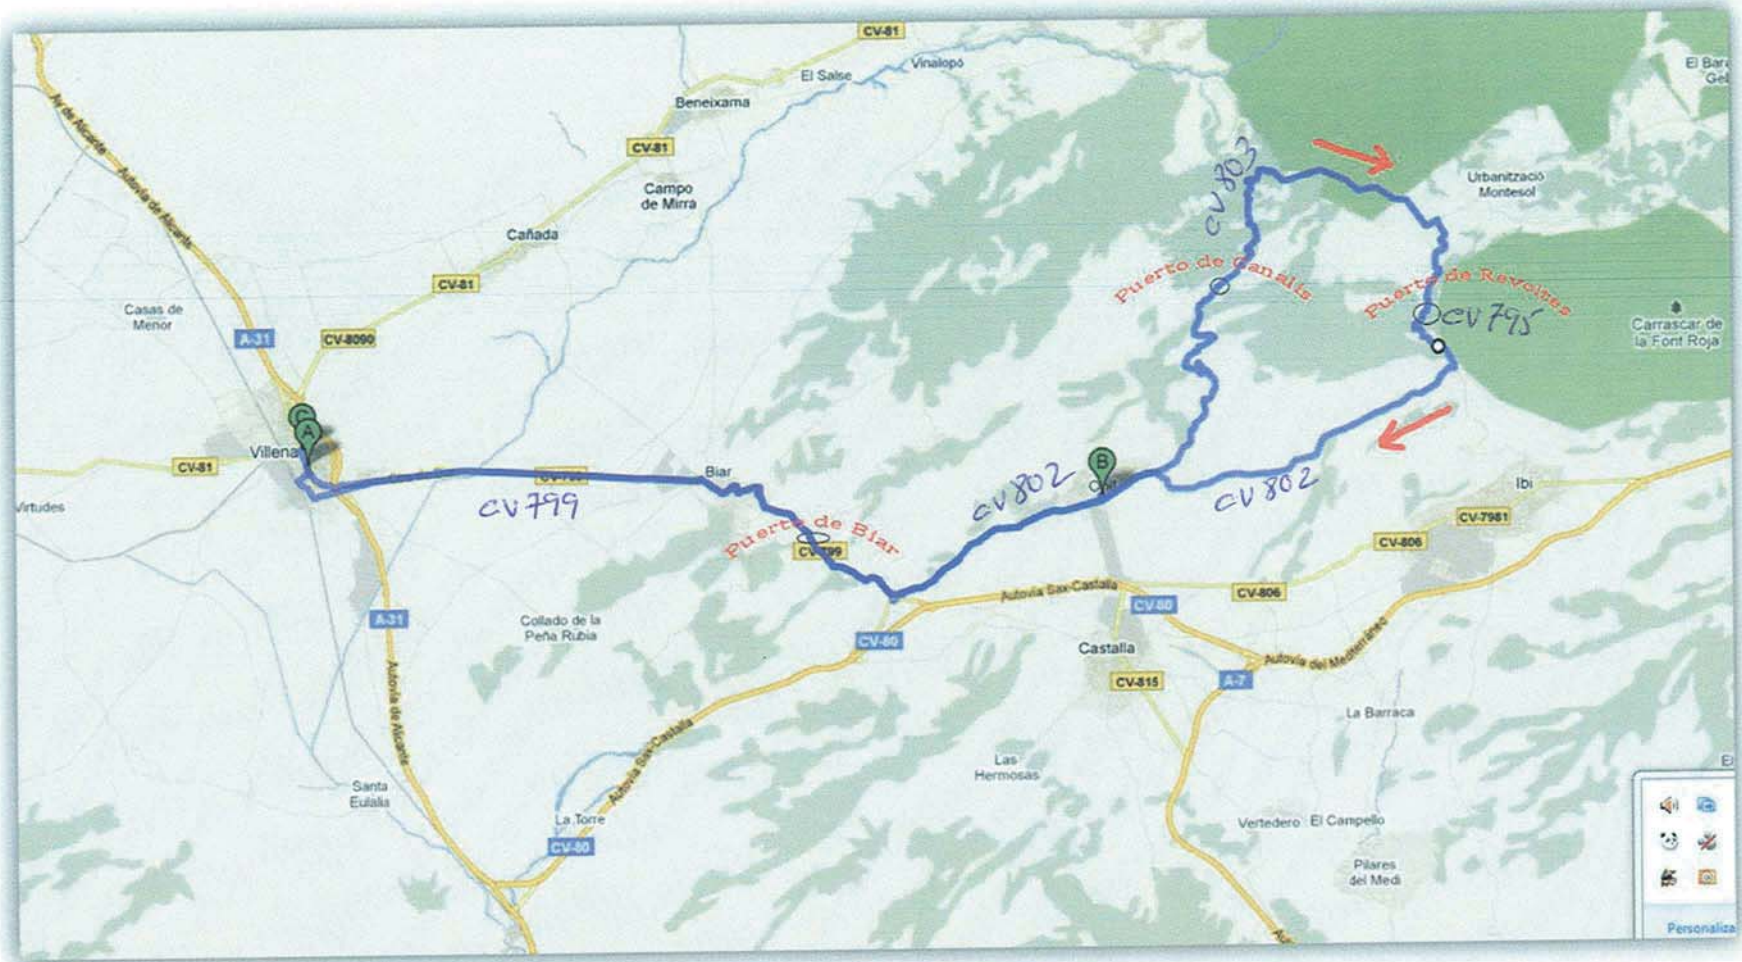 CV-81
El Salse
Vinalopó
Beneixama
CV-81
Av de Alicante
Autovía de Alicante
Campo
de Mirra
Cañada
CV-81
CV 803
Urbanització
Montesol
Puerto de Canalis
Puerto de Revoltes
CV 795
Casas de
Menor
A-31
CV-8090
Carrascar de
la Font Roja
C
A
Villena
CV-81
Virtudes
Biar
CV 799
B
CV 802
CV 802
Ibi
CV-7981
CV-806
Puerto de Biar
CV-799
Autovía Sax-Castalla
CV-80
CV-806
A-31
Collado de la
Peña Rubia
CV-80
Castalla
CV-815
A-7
Autovía del Mediterráneo
Autovía de Alicante
Autovía Sax-Castalla
La Barraca
Las
Hermosas
Santa
Eulalia
La Torre
CV-80
Vertedero
El Campello
Pilares
del Medi
Personaliza